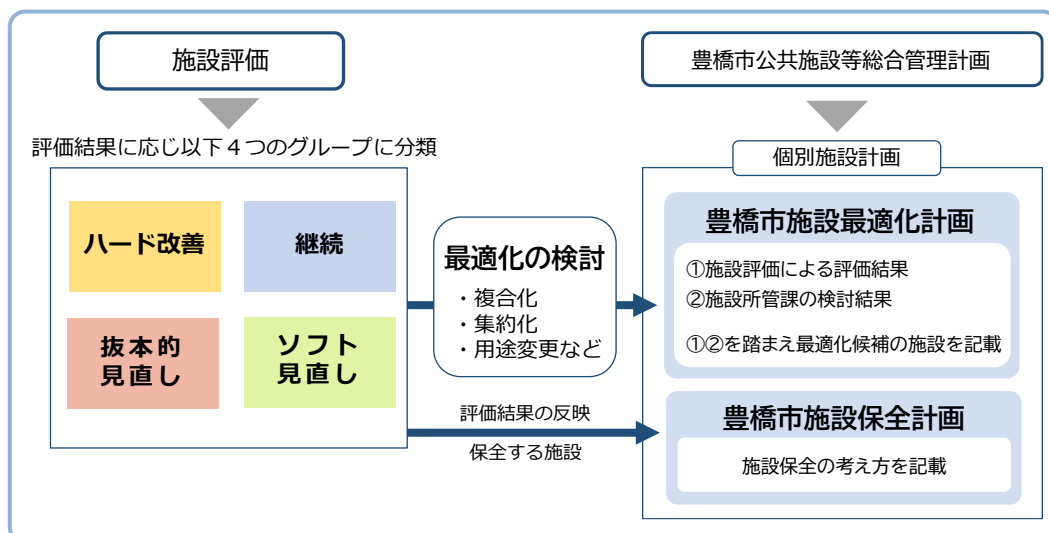 施設評価
評価結果に応じ以下４つのグループに分類
ハード改善
継続
抜本的
見直し
ソフト
見直し
最適化の検討
・複合化
・集約化
・用途変更など
評価結果の反映
保全する施設
豊橋市公共施設等総合管理計画
個別施設計画
豊橋市施設最適化計画
①施設評価による評価結果
②施設所管課の検討結果
①②を踏まえ最適化候補の施設を記載
豊橋市施設保全計画
施設保全の考え方を記載